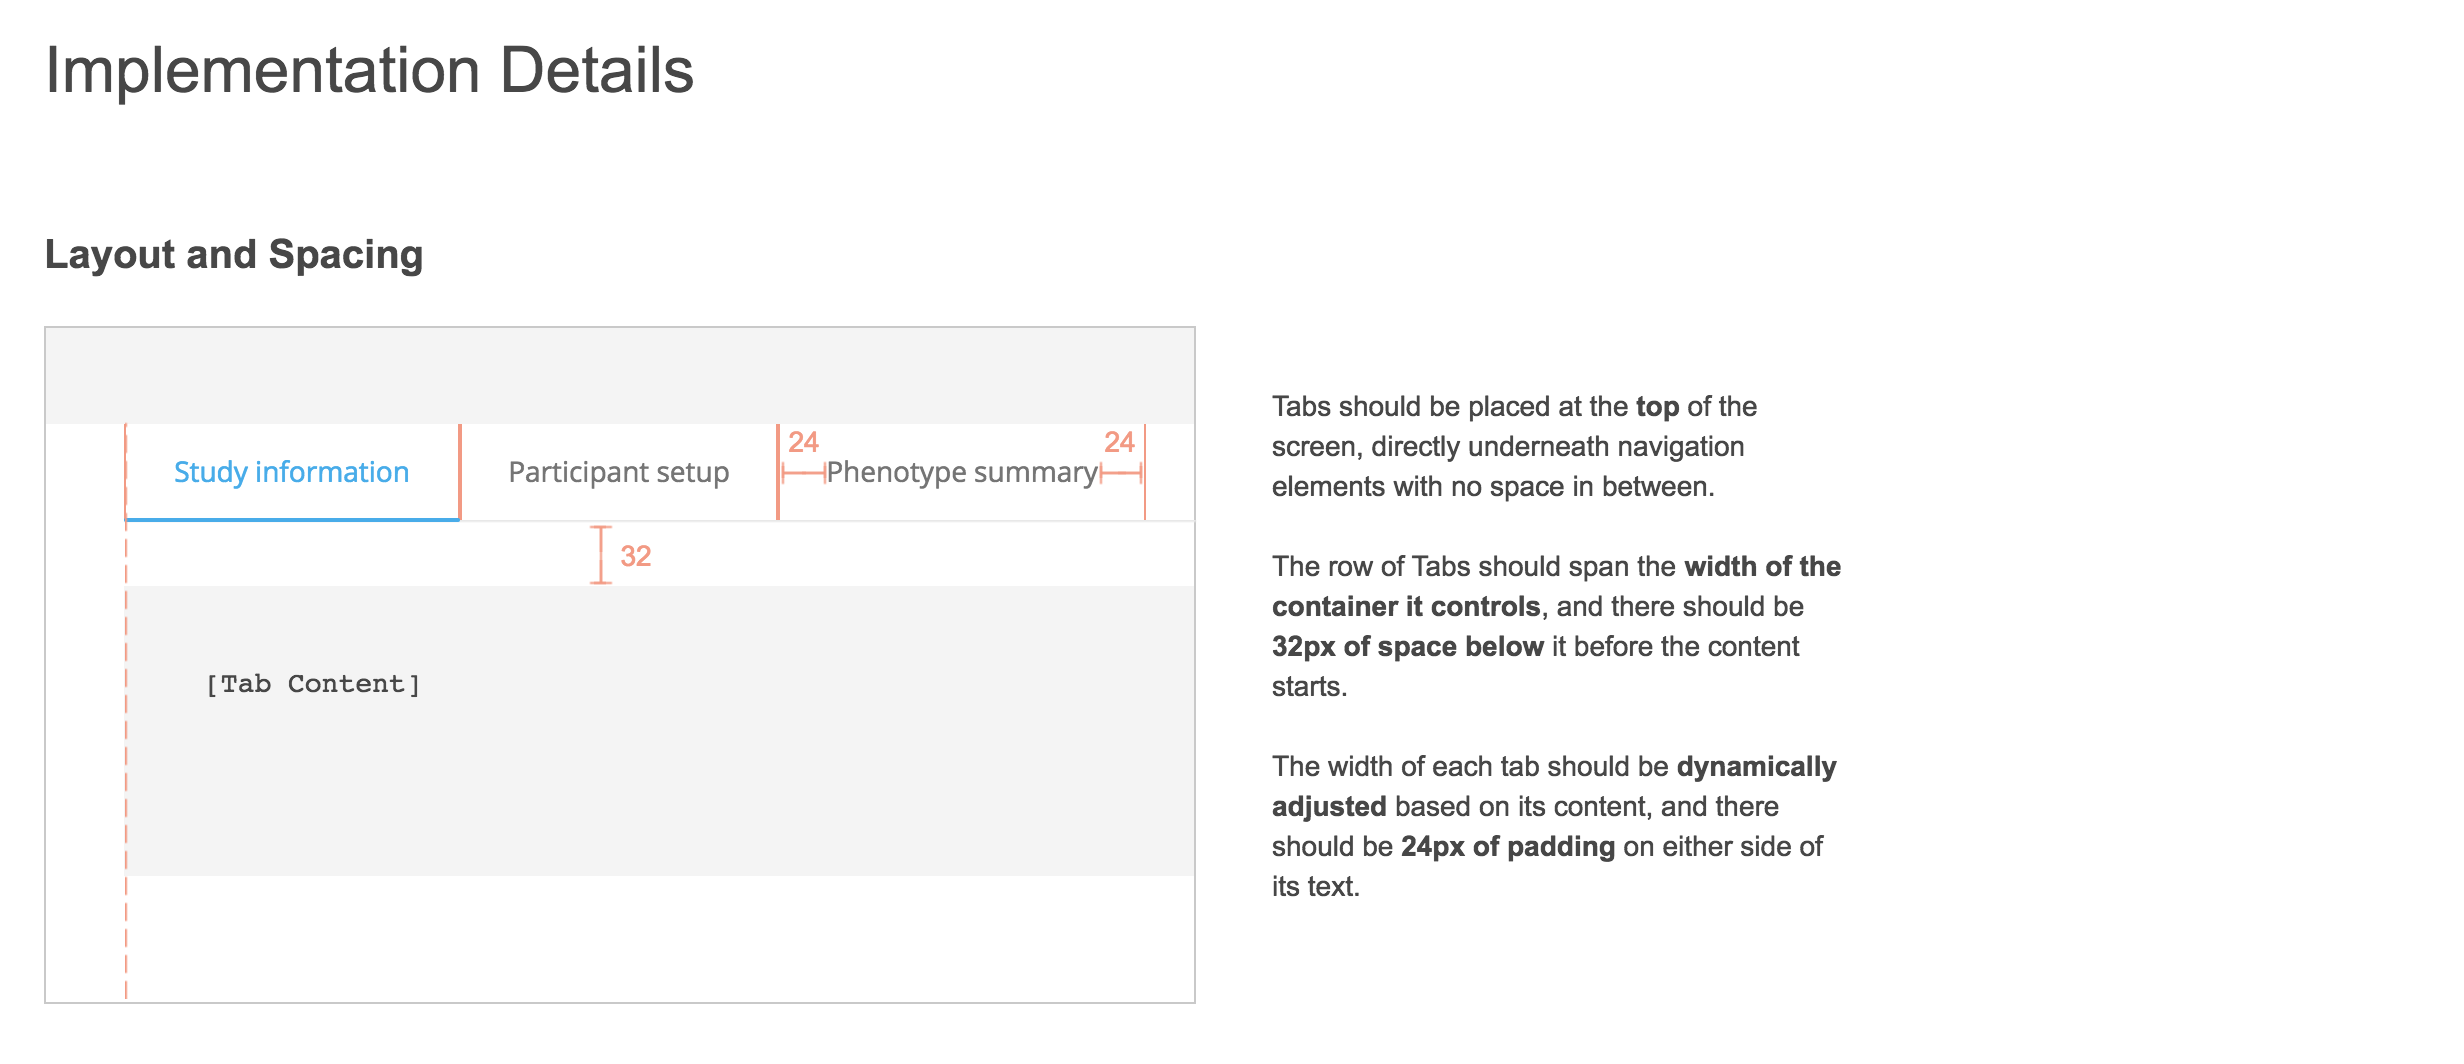 Implementation Details
Layout and Spacing
Study information
Participant setup
24
Phenotype summary
24
32
[Tab Content]
Tabs should be placed at the top of the
screen, directly underneath navigation
elements with no space in between.
The row of Tabs should span the width of the
container it controls, and there should be
32px of space below it before the content
starts.
The width of each tab should be dynamically
adjusted based on its content, and there
should be 24px of padding on either side of
its text.